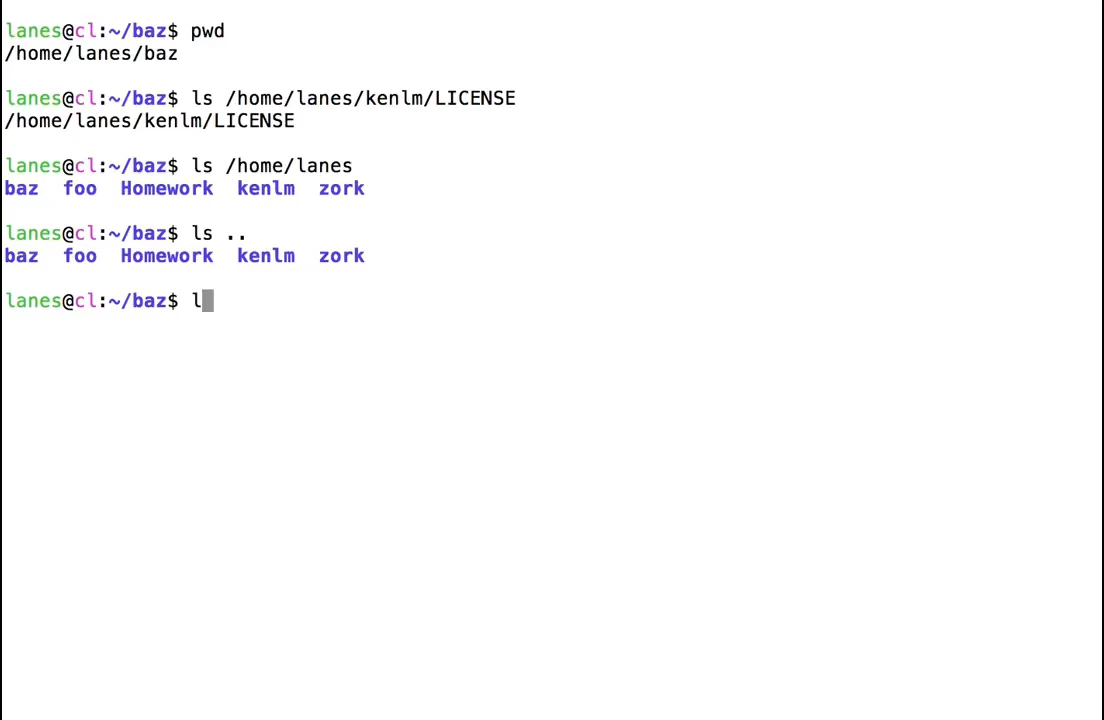 lanes@cl:~/baz$ pwd
/home/lanes/baz
lanes@cl:~/baz$ ls /home/lanes/kenlm/LICENSE
/home/lanes/kenlm/LICENSE
lanes@cl:~/baz$ ls /home/lanes
baz  foo  Homework  kenlm  zork
lanes@cl:~/baz$ ls ..
baz  foo  Homework  kenlm  zork
lanes@cl:~/baz$ l